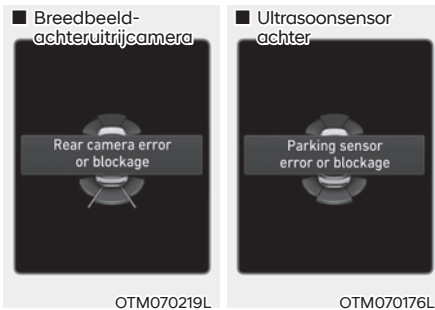 ■ Breedbeeld-
achteruitrijcamera
Rear camera error
or blockage
OTM070219L
■ Ultrasoonsensor
achter
Parking sensor
error or blockage
OTM070176L